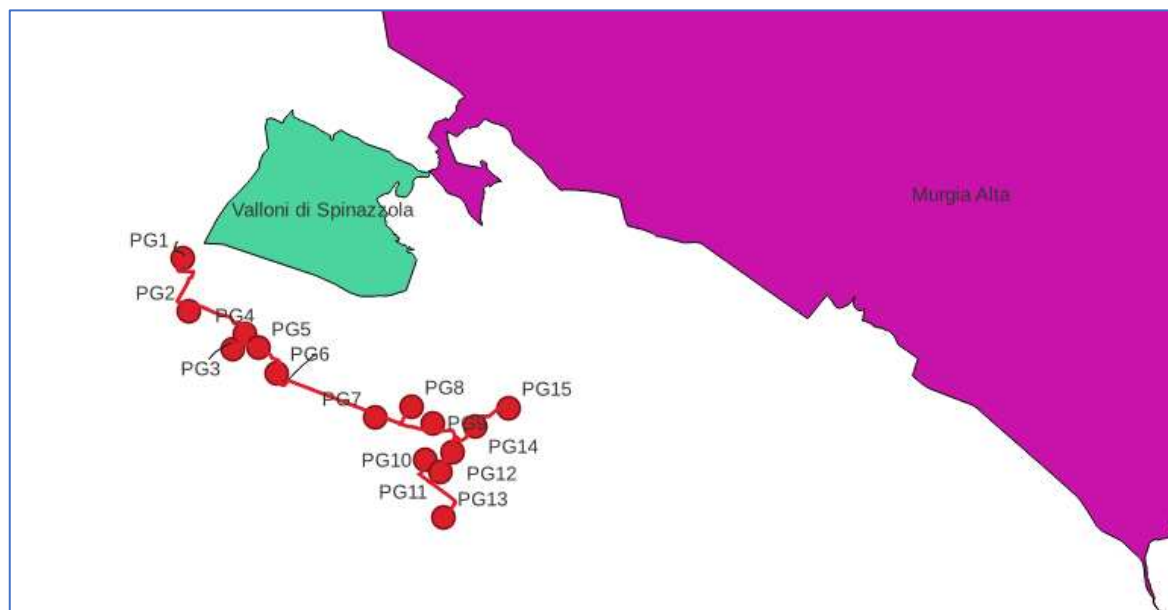 Murgia Alta
Valloni di Spinazzola
PG1
PG2
PG4
PG5
PG3
PG6
PG7
PG8
PG15
PG9
PG14
PG10
PG12
PG11
PG13